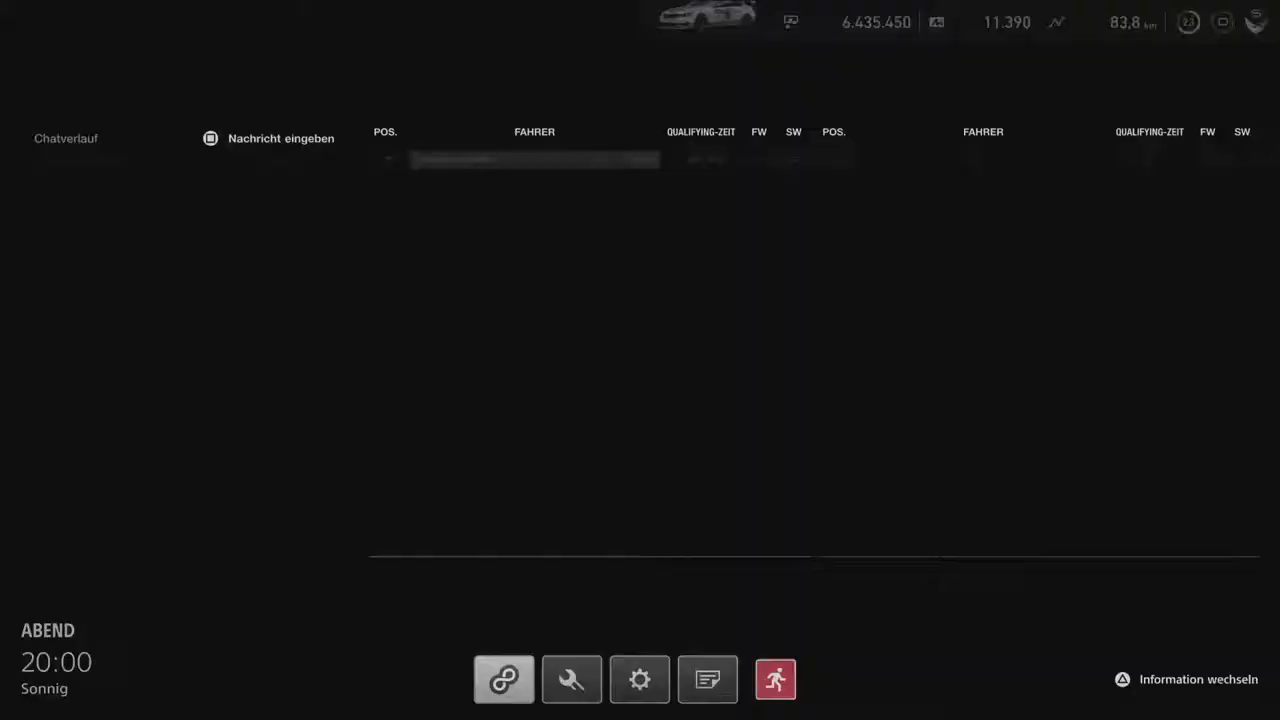 6.435.450 11.390 83,8 km 23
Chatverlauf Nachricht eingeben
POS. FAHRER QUALIFYING-ZEIT FW SW POS. FAHRER QUALIFYING-ZEIT FW SW
ABEND
20:00
Sonnig
Information wechseln